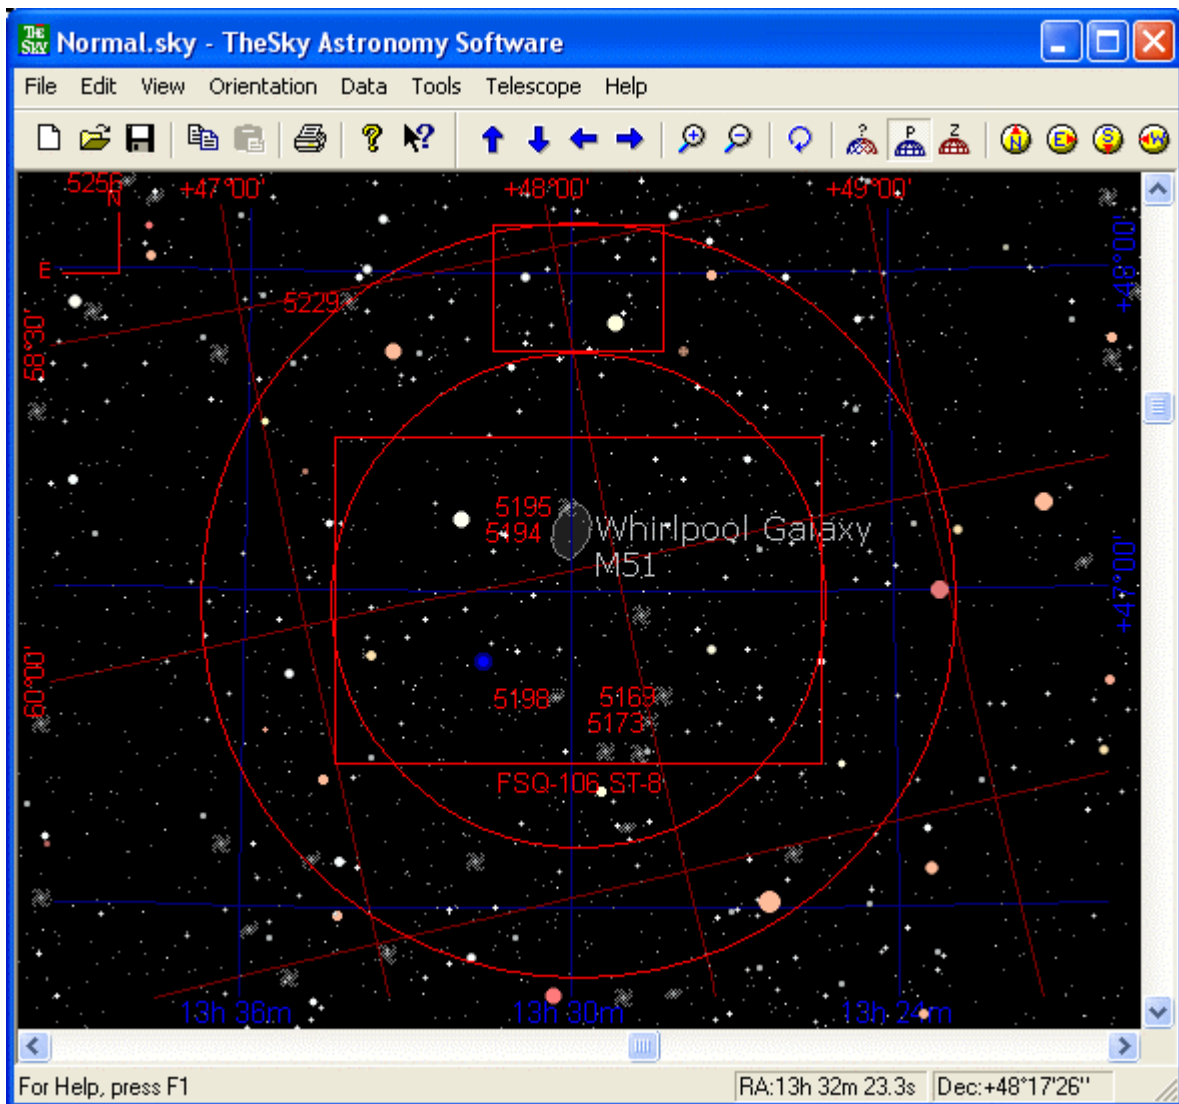 THE SKY Normal.sky - TheSky Astronomy Software
File Edit View Orientation Data Tools Telescope Help
? P Z N E S W
5256 N +47°00' +48°00' +49°00'
E
+48°00'
5229
58°30'
5195
5194 Whirlpool Galaxy
M51
+47°00'
60°00'
5198 5169
5173
FSQ-106 ST-8
13h 36m 13h 30m 13h 24m
For Help, press F1 RA:13h 32m 23.3s Dec:+48°17'26"